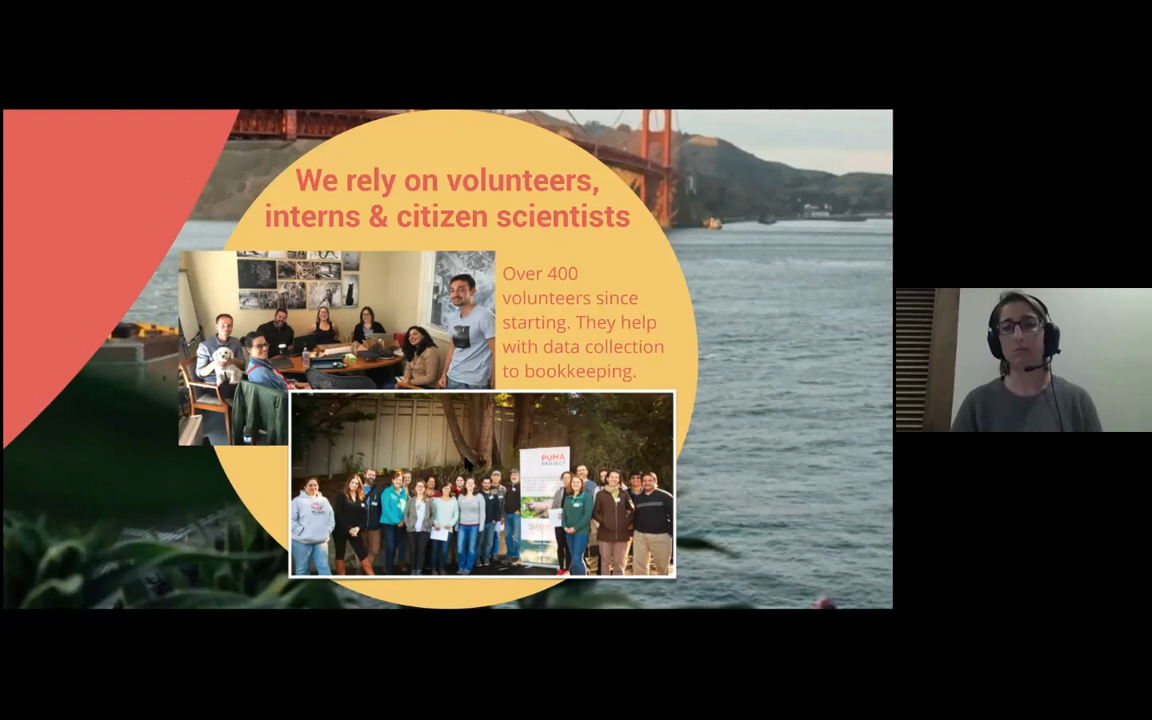 We rely on volunteers,
interns & citizen scientists
Over 400
volunteers since
starting. They help
with data collection
to bookkeeping.
PUMA
PROJECT